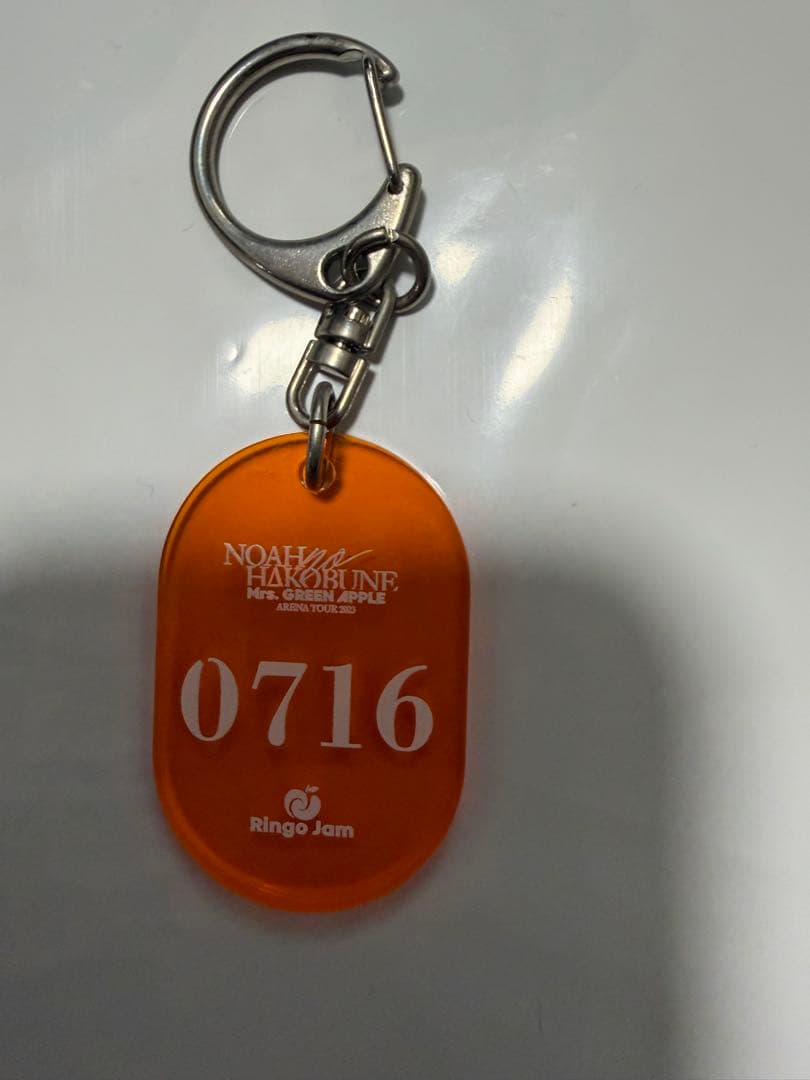 NOAH no
HAKOBUNE
Mrs. GREEN APPLE
ARENA TOUR 2023
0716
Ringo Jam